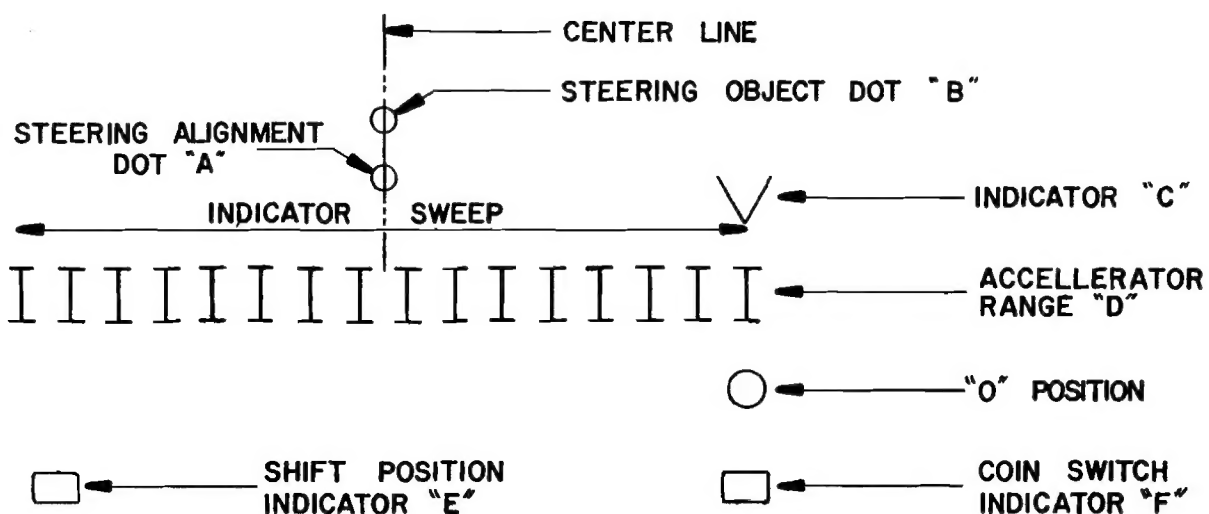 CENTER LINE
STEERING OBJECT DOT "B"
STEERING ALIGNMENT
DOT "A"
INDICATOR "C"
INDICATOR SWEEP
I I I I I I I I I I I I I I I I
ACCELLERATOR
RANGE "D"
"O" POSITION
SHIFT POSITION
INDICATOR "E"
COIN SWITCH
INDICATOR "F"